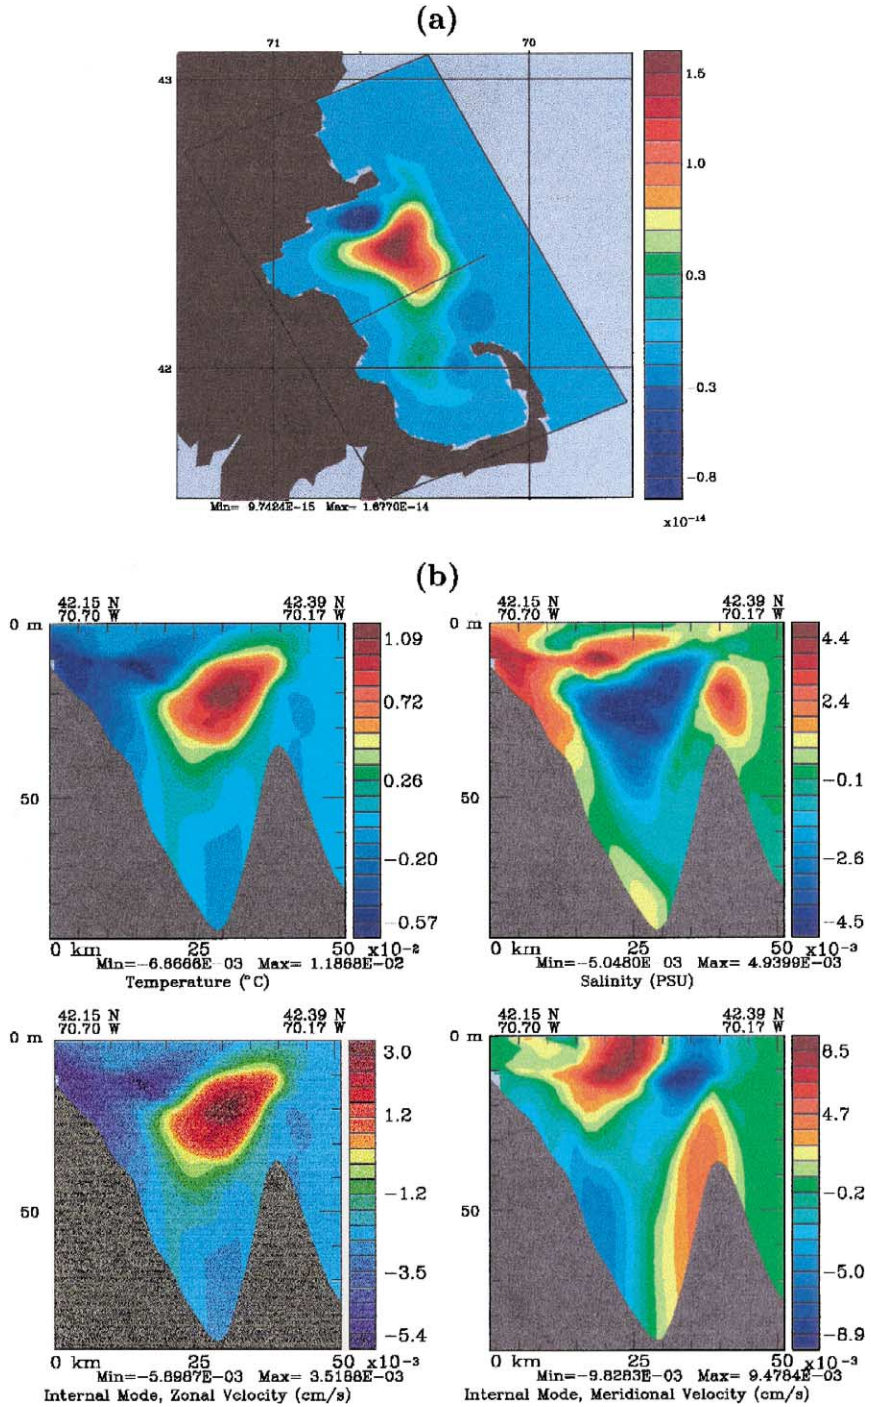 (a)
71 70
43
42
1.5
1.0
0.3
-0.3
-0.8
x10^-14
Min= 9.7424E-15 Max= 1.6770E-14
(b)
42.15 N 42.39 N
70.70 W 70.17 W
0 m
50
1.09
0.72
0.26
-0.20
-0.57
0 km 25 50 x10^-2
Min=-6.8666E-03 Max= 1.1868E-02
Temperature (°C)
42.15 N 42.39 N
70.70 W 70.17 W
0 m
50
4.4
2.4
-0.1
-2.6
-4.5
0 km 25 50 x10^-3
Min=-5.0480E 03 Max= 4.9399E-03
Salinity (PSU)
42.15 N 42.39 N
70.70 W 70.17 W
0 m
50
3.0
1.2
-1.2
-3.5
-5.4
0 km 25 50 x10^-3
Min=-5.8987E-03 Max= 3.5188E-03
Internal Mode, Zonal Velocity (cm/s)
42.15 N 42.39 N
70.70 W 70.17 W
0 m
50
8.5
4.7
-0.2
-5.0
-8.9
0 km 25 50 x10^-3
Min=-9.8283E-03 Max= 9.4784E-03
Internal Mode, Meridional Velocity (cm/s)